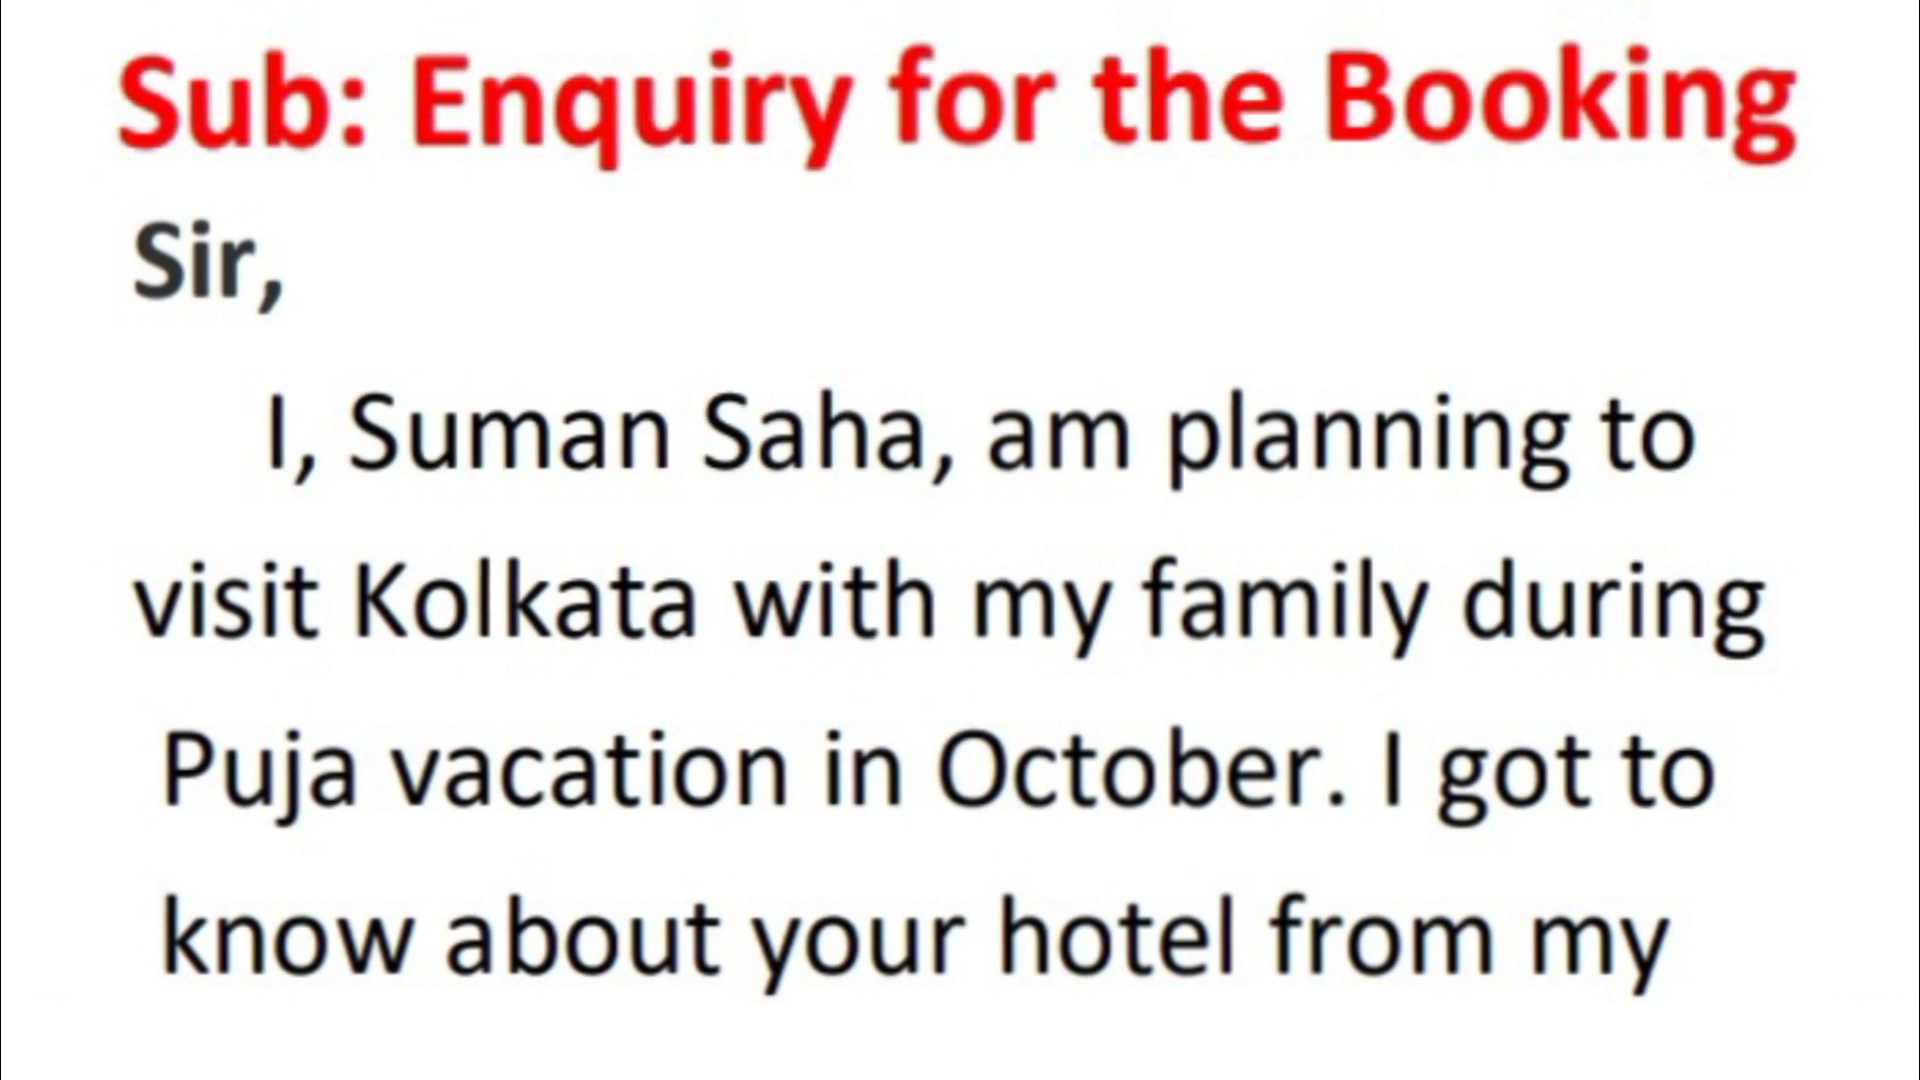 Sub: Enquiry for the Booking
Sir,
I, Suman Saha, am planning to
visit Kolkata with my family during
Puja vacation in October. I got to
know about your hotel from my